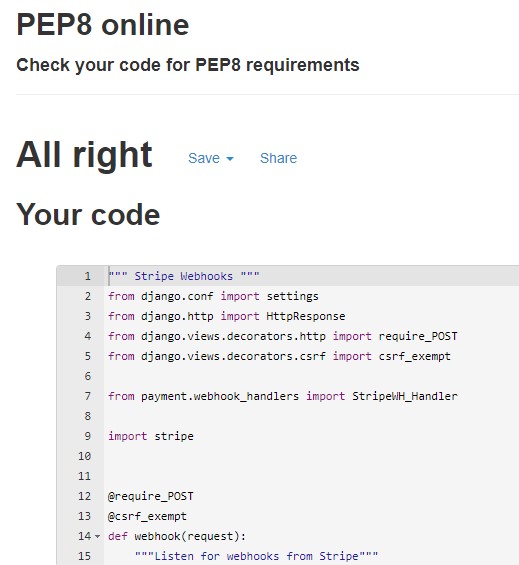 PEP8 online
Check your code for PEP8 requirements
All right Save Share
Your code
1 """ Stripe Webhooks """
2 from django.conf import settings
3 from django.http import HttpResponse
4 from django.views.decorators.http import require_POST
5 from django.views.decorators.csrf import csrf_exempt
6
7 from payment.webhook_handlers import StripeWH_Handler
8
9 import stripe
10
11
12 @require_POST
13 @csrf_exempt
14 def webhook(request):
15     """Listen for webhooks from Stripe"""